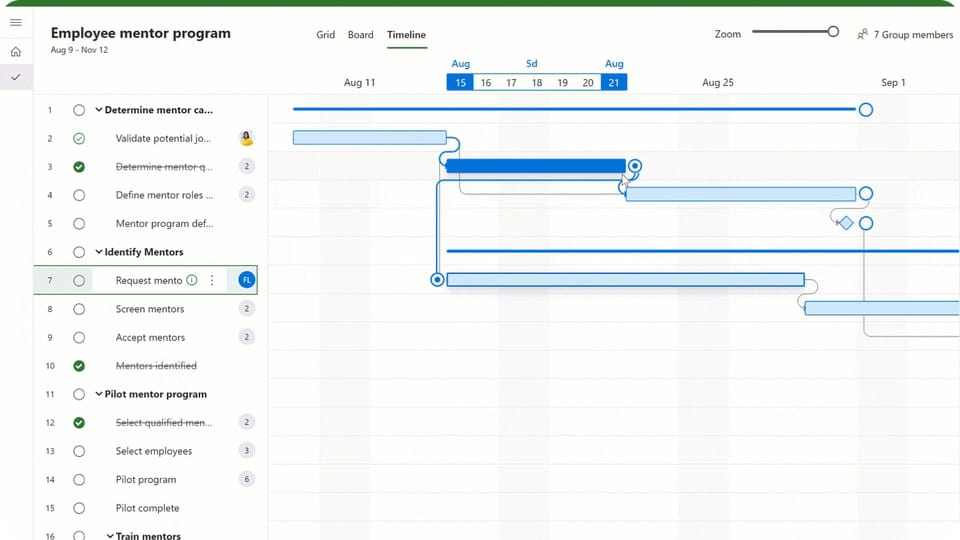 Employee mentor program
Aug 9 - Nov 12
Grid Board Timeline
Zoom
7 Group members
Aug 5d Aug
Aug 11 15 16 17 18 19 20 21 Aug 25 Sep 1
1 Determine mentor ca...
2 Validate potential jo...
3 Determine mentor q... 2
4 Define mentor roles ... 2
5 Mentor program def...
6 Identify Mentors
7 Request mento FL
8 Screen mentors 2
9 Accept mentors 2
10 Mentors identified
11 Pilot mentor program
12 Select qualified men... 2
13 Select employees 3
14 Pilot program 6
15 Pilot complete
16 Train mentors